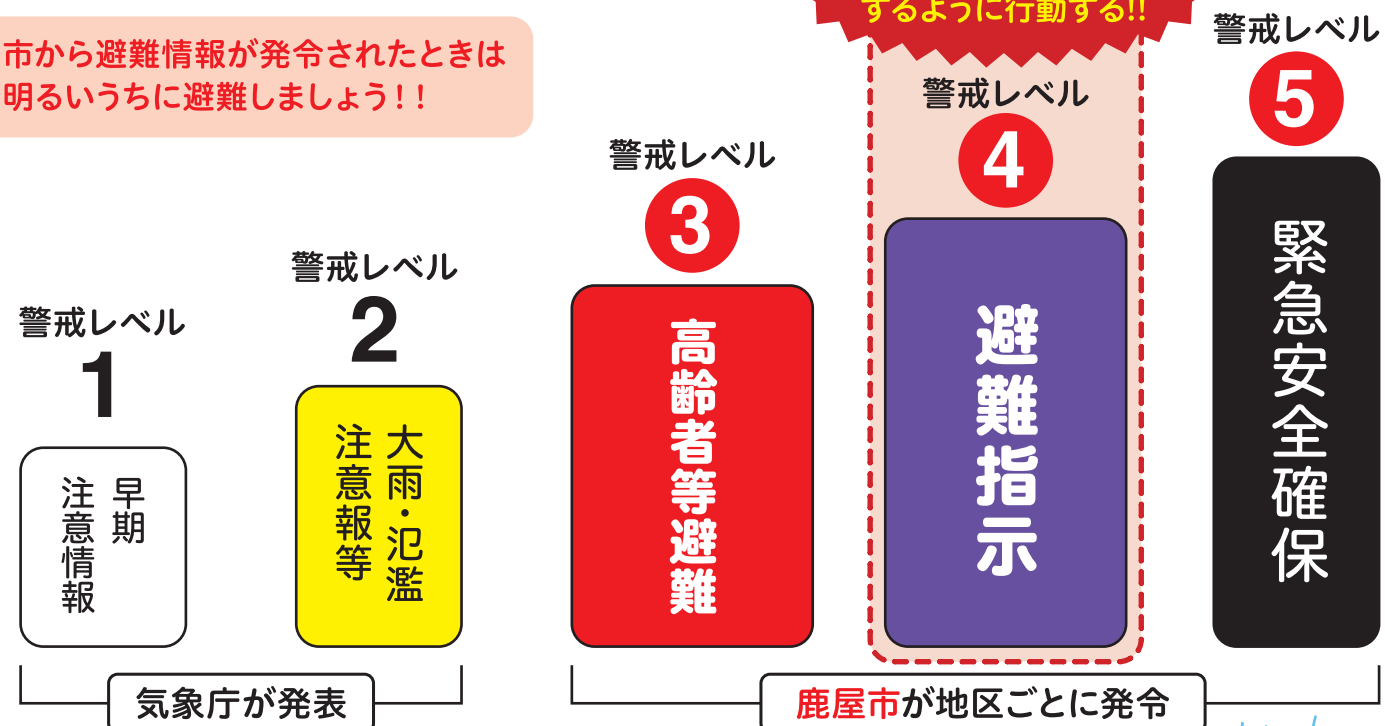 するように行動する!!
市から避難情報が発令されたときは
明るいうちに避難しましょう!!
警戒レベル
1
早期
注意情報
警戒レベル
2
大雨・氾濫
注意報等
警戒レベル
3
高齢者等避難
警戒レベル
4
避難指示
警戒レベル
5
緊急安全確保
気象庁が発表
鹿屋市が地区ごとに発令